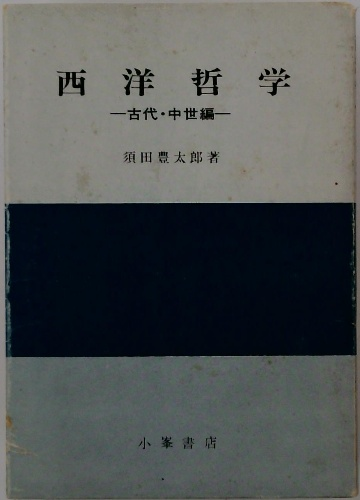 西洋哲学
―古代・中世編―
須田豊太郎著
小峯書店